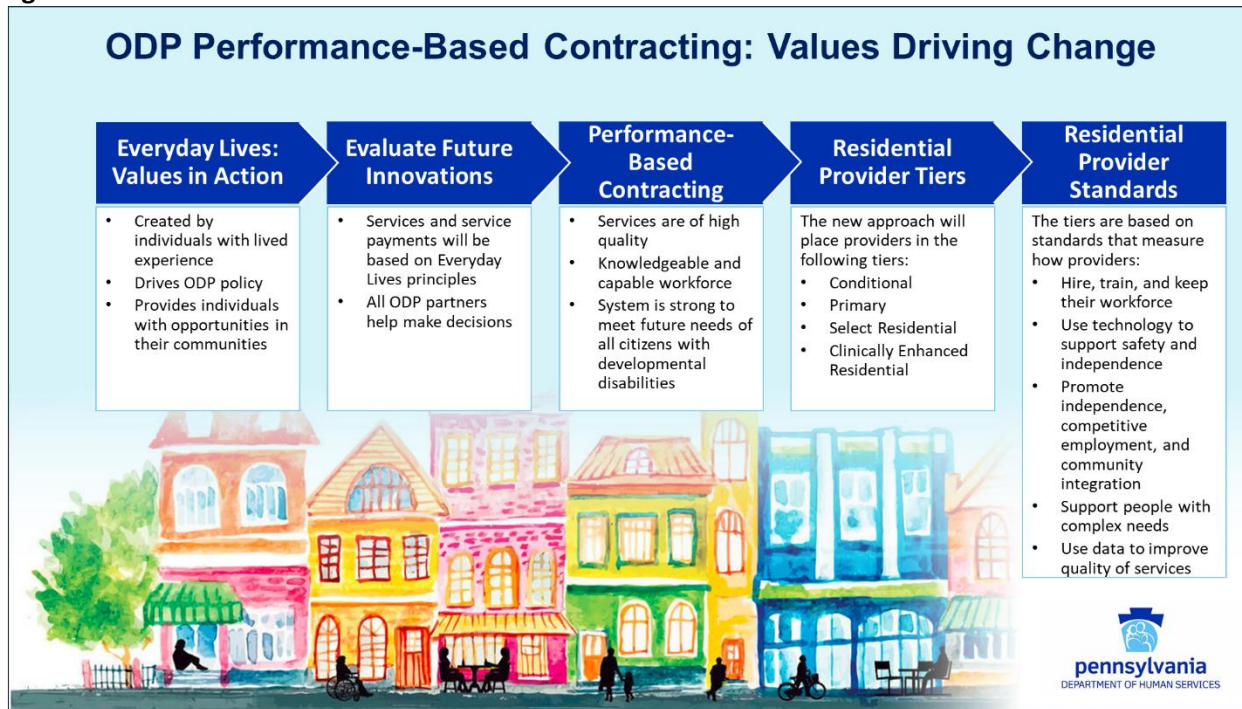 ODP Performance-Based Contracting: Values Driving Change
Everyday Lives:
Values in Action
• Created by
individuals with lived
experience
• Drives ODP policy
• Provides individuals
with opportunities in
their communities
Evaluate Future
Innovations
• Services and service
payments will be
based on Everyday
Lives principles
• All ODP partners
help make decisions
Performance-
Based
Contracting
• Services are of high
quality
• Knowledgeable and
capable workforce
• System is strong to
meet future needs of
all citizens with
developmental
disabilities
Residential
Provider Tiers
The new approach will
place providers in the
following tiers:
• Conditional
• Primary
• Select Residential
• Clinically Enhanced
Residential
Residential
Provider
Standards
The tiers are based on
standards that measure
how providers:
• Hire, train, and keep
their workforce
• Use technology to
support safety and
independence
• Promote
independence,
competitive
employment, and
community
integration
• Support people with
complex needs
• Use data to improve
quality of services
pennsylvania
DEPARTMENT OF HUMAN SERVICES